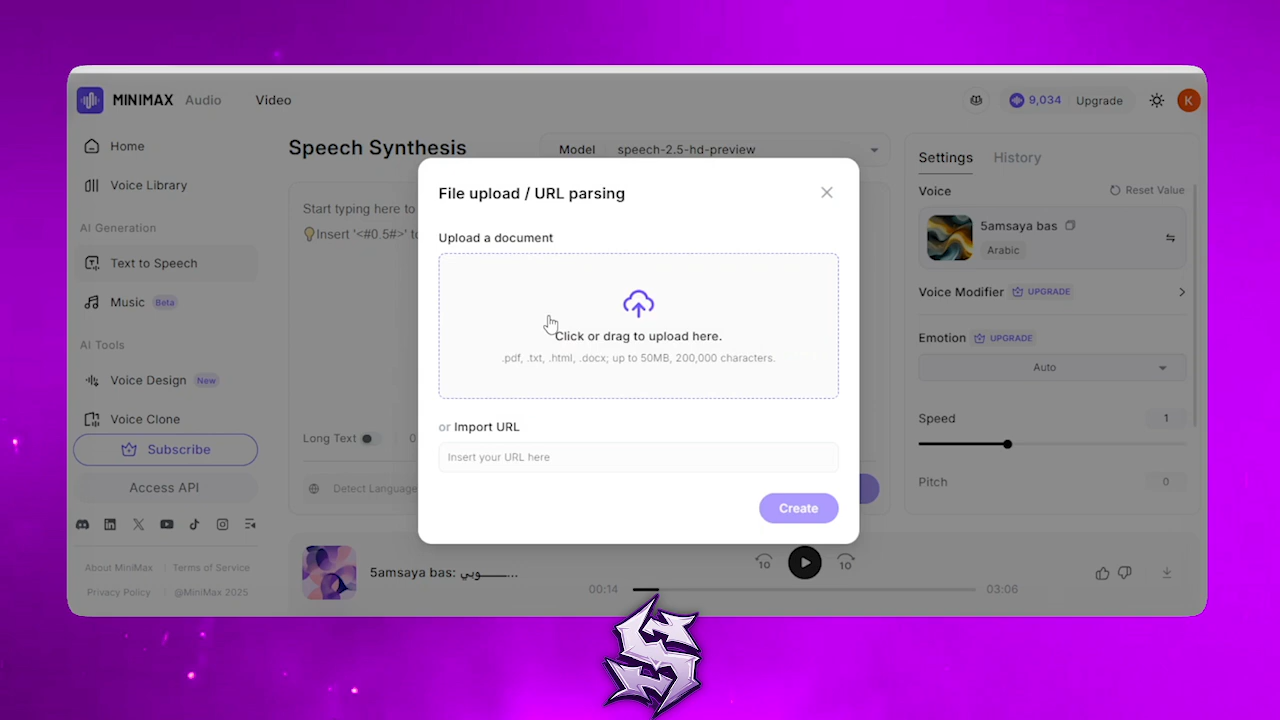 MINIMAX Audio Video
9,034 Upgrade K
Home
Voice Library
AI Generation
Text to Speech
Music Beta
AI Tools
Voice Design New
Voice Clone
Subscribe
Access API
About MiniMax Terms of Service
Privacy Policy @MiniMax 2025
Speech Synthesis
Model speech-2.5-hd-preview
Start typing here to
Insert '<#0.5#>' to
Long Text 0
Detect Language
File upload / URL parsing
Upload a document
Click or drag to upload here.
.pdf, .txt, .html, .docx; up to 50MB, 200,000 characters.
or Import URL
Insert your URL here
Create
Settings History
Voice Reset Value
5amsaya bas
Arabic
Voice Modifier UPGRADE
Emotion UPGRADE
Auto
Speed 1
Pitch 0
5amsaya bas: ...
10 10
00:14 03:06